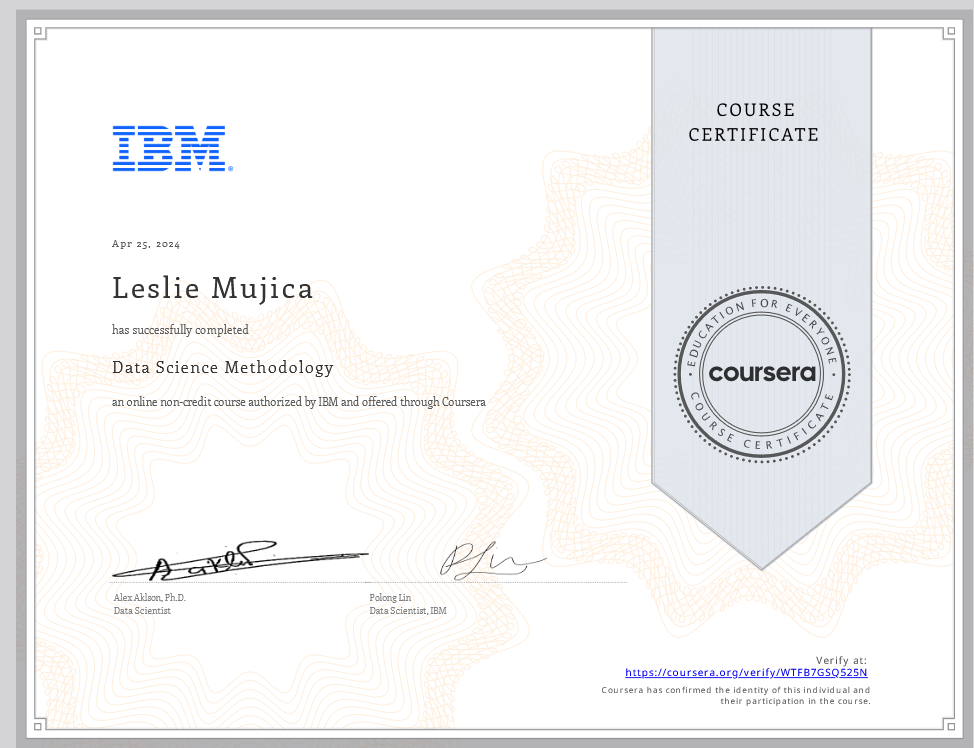 IBM®
COURSE
CERTIFICATE
Apr 25, 2024
Leslie Mujica
has successfully completed
Data Science Methodology
an online non-credit course authorized by IBM and offered through Coursera
EDUCATION FOR EVERYONE
coursera
COURSE CERTIFICATE
Alex Aklson, Ph.D.
Data Scientist
Polong Lin
Data Scientist, IBM
Verify at:
https://coursera.org/verify/WTFB7GSQ525N
Coursera has confirmed the identity of this individual and
their participation in the course.